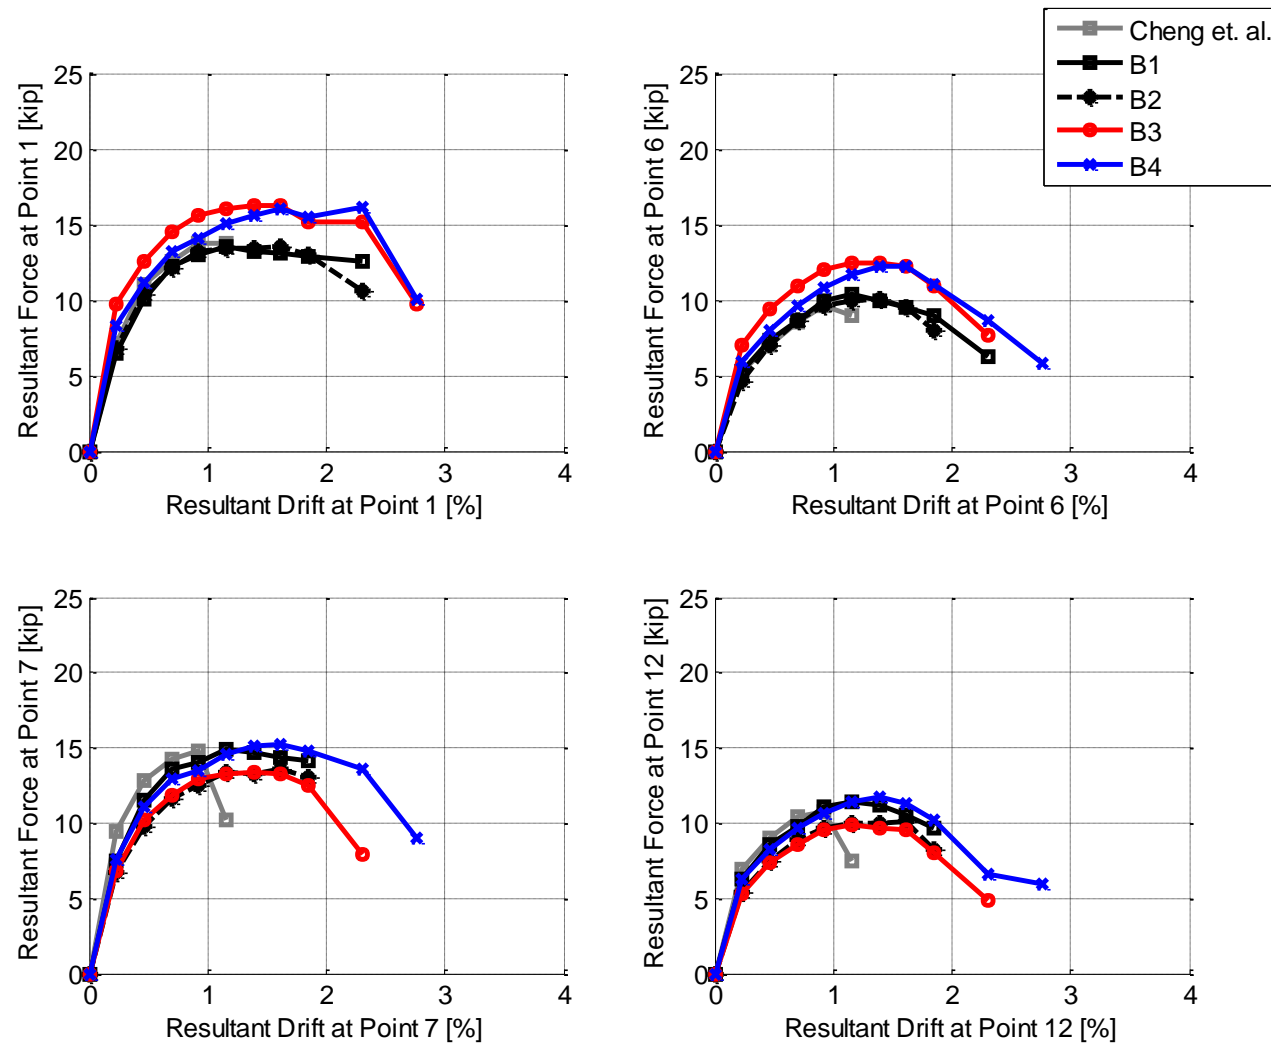 Cheng et. al.
B1
B2
B3
B4
Resultant Force at Point 1 [kip]
25
20
15
10
5
0
0 1 2 3 4
Resultant Drift at Point 1 [%]
Resultant Force at Point 6 [kip]
25
20
15
10
5
0
0 1 2 3 4
Resultant Drift at Point 6 [%]
Resultant Force at Point 7 [kip]
25
20
15
10
5
0
0 1 2 3 4
Resultant Drift at Point 7 [%]
Resultant Force at Point 12 [kip]
25
20
15
10
5
0
0 1 2 3 4
Resultant Drift at Point 12 [%]